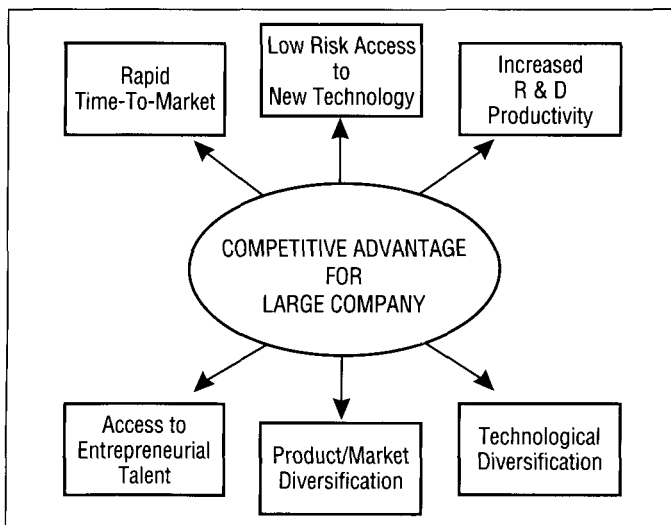 Rapid
Time-To-Market
Low Risk Access
to
New Technology
Increased
R & D
Productivity
COMPETITIVE ADVANTAGE
FOR
LARGE COMPANY
Access to
Entrepreneurial
Talent
Product/Market
Diversification
Technological
Diversification